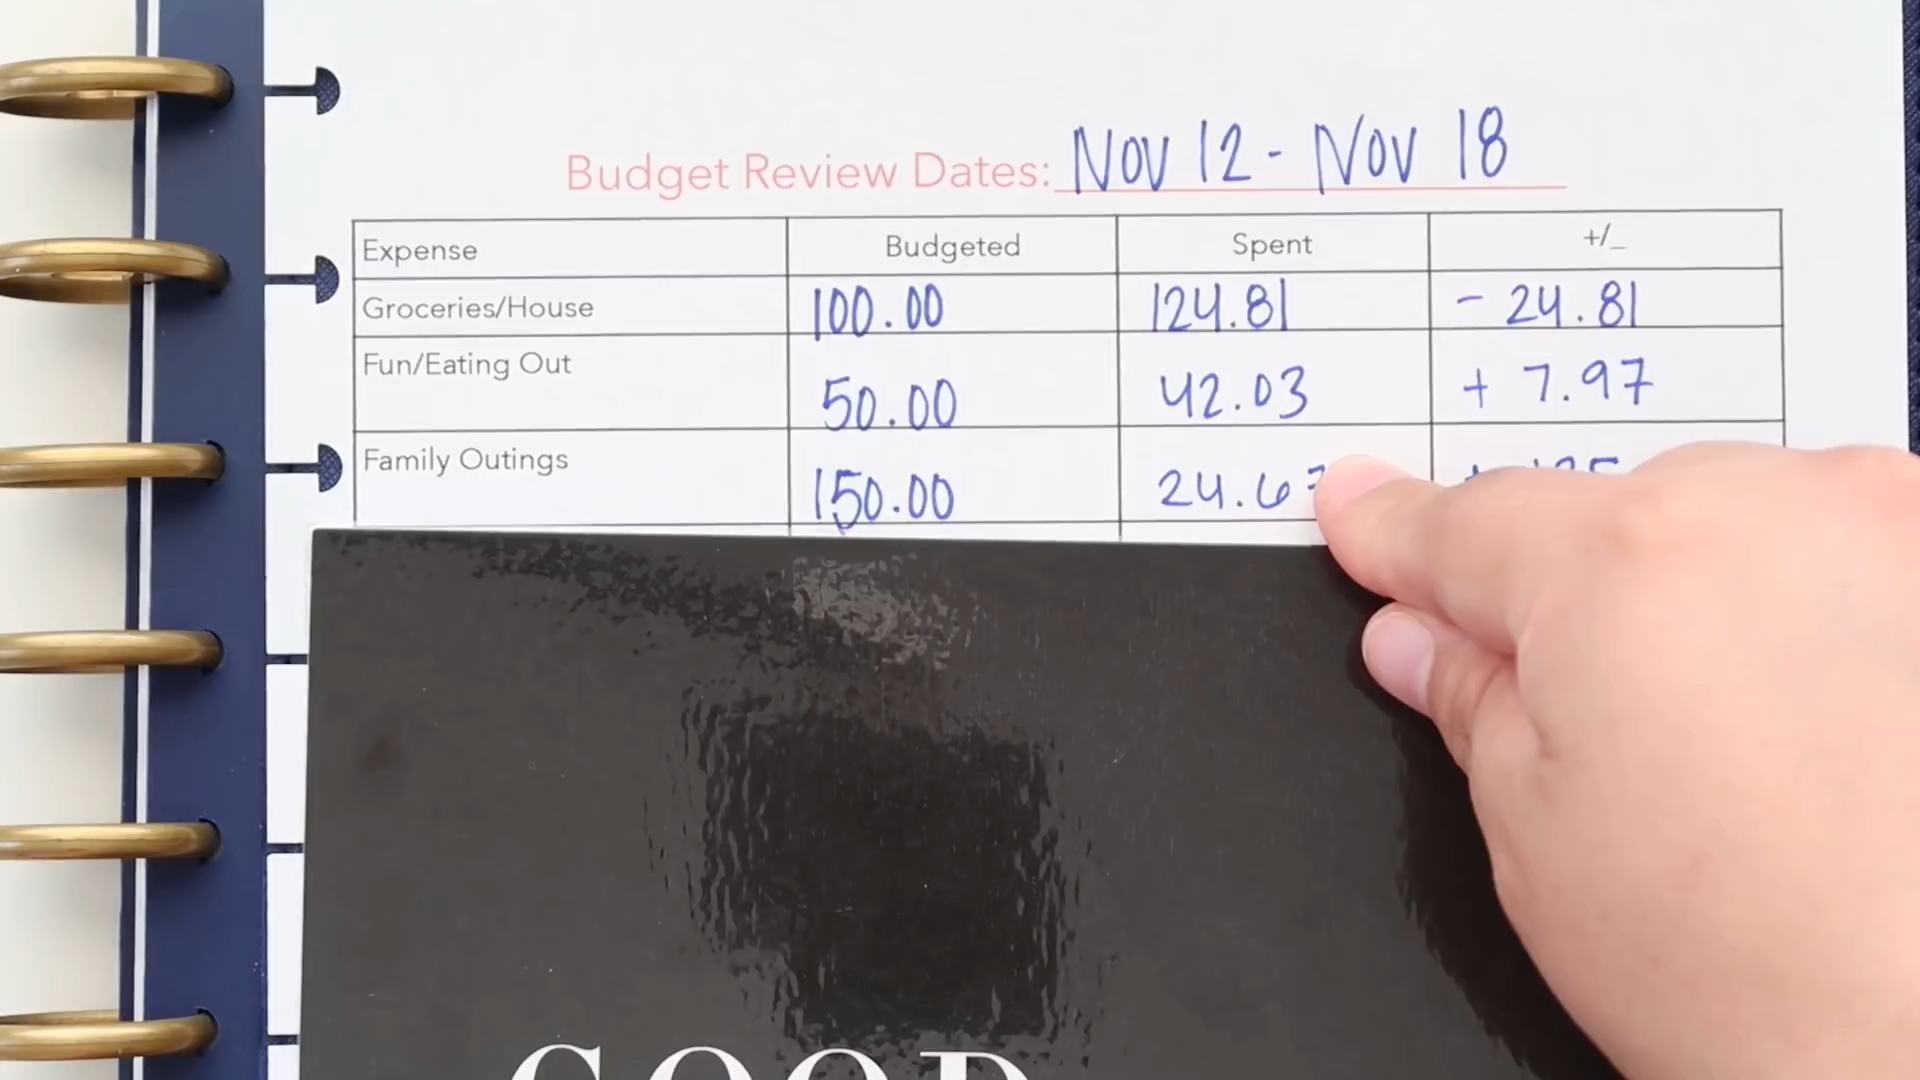 Budget Review Dates: NOV 12 - NOV 18
Expense Budgeted Spent +/_
Groceries/House 100.00 124.81 - 24.81
Fun/Eating Out 50.00 42.03 + 7.97
Family Outings 150.00
GOOD